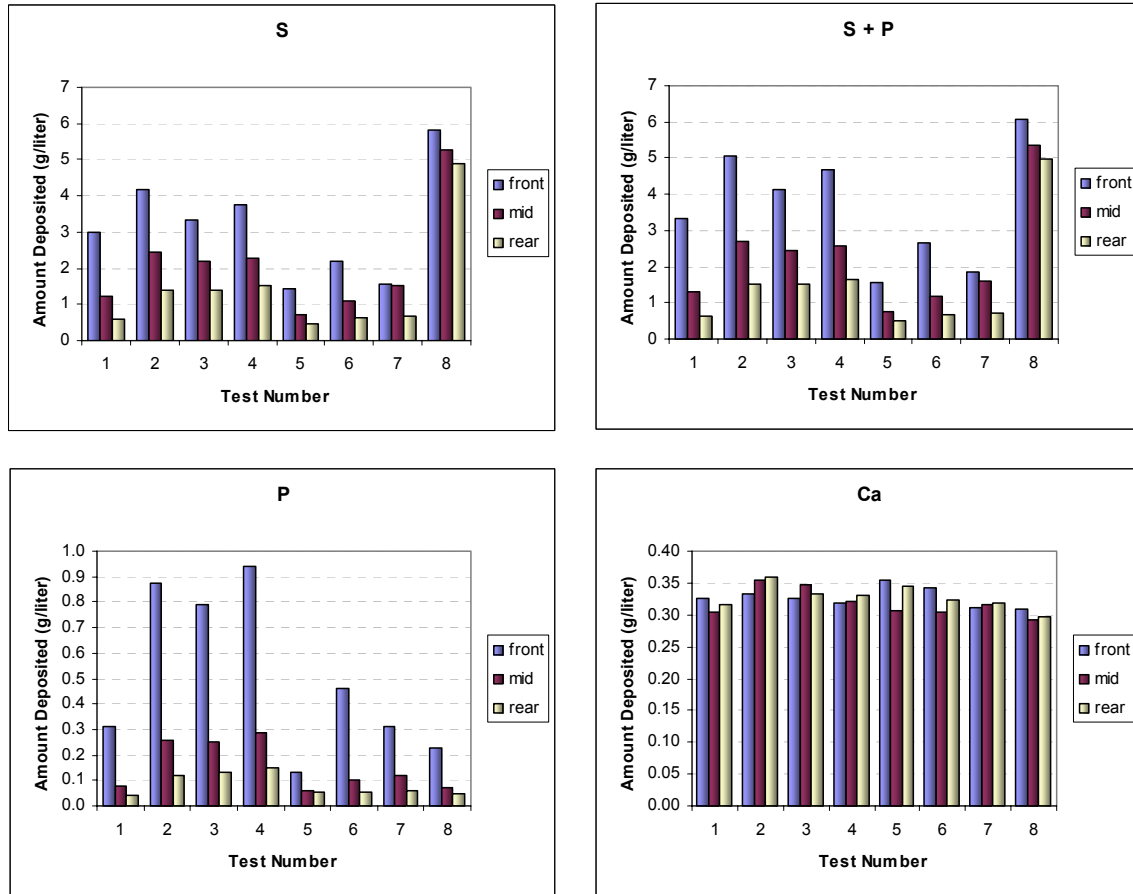 S
Amount Deposited (g/liter)
7
6
5
4
3
2
1
0
1 2 3 4 5 6 7 8
Test Number
front
mid
rear
S + P
Amount Deposited (g/liter)
7
6
5
4
3
2
1
0
1 2 3 4 5 6 7 8
Test Number
front
mid
rear
P
Amount Deposited (g/liter)
1.0
0.9
0.8
0.7
0.6
0.5
0.4
0.3
0.2
0.1
0.0
1 2 3 4 5 6 7 8
Test Number
front
mid
rear
Ca
Amount Deposited (g/liter)
0.40
0.35
0.30
0.25
0.20
0.15
0.10
0.05
0.00
1 2 3 4 5 6 7 8
Test Number
front
mid
rear